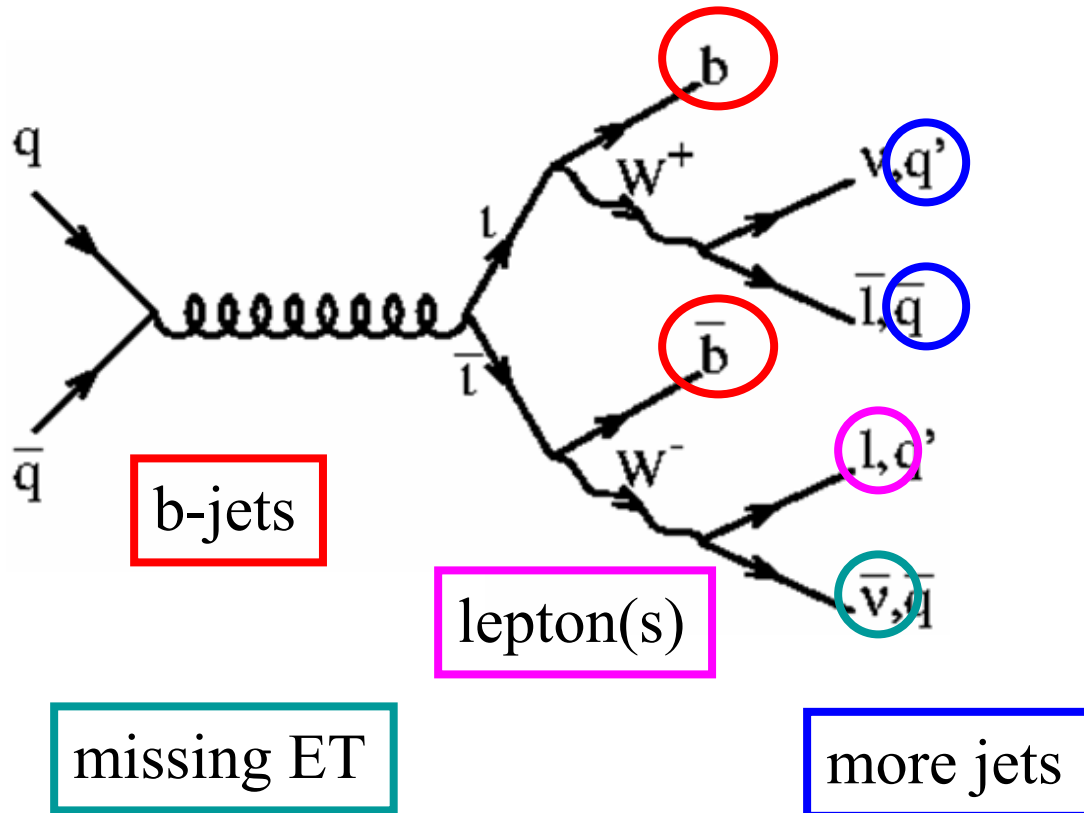 b
q
ν,q’
W⁺
t
l̅,q̅
b̅
t̅
l,q’
W⁻
q̅
b-jets
ν̅,q̅
lepton(s)
missing ET
more jets